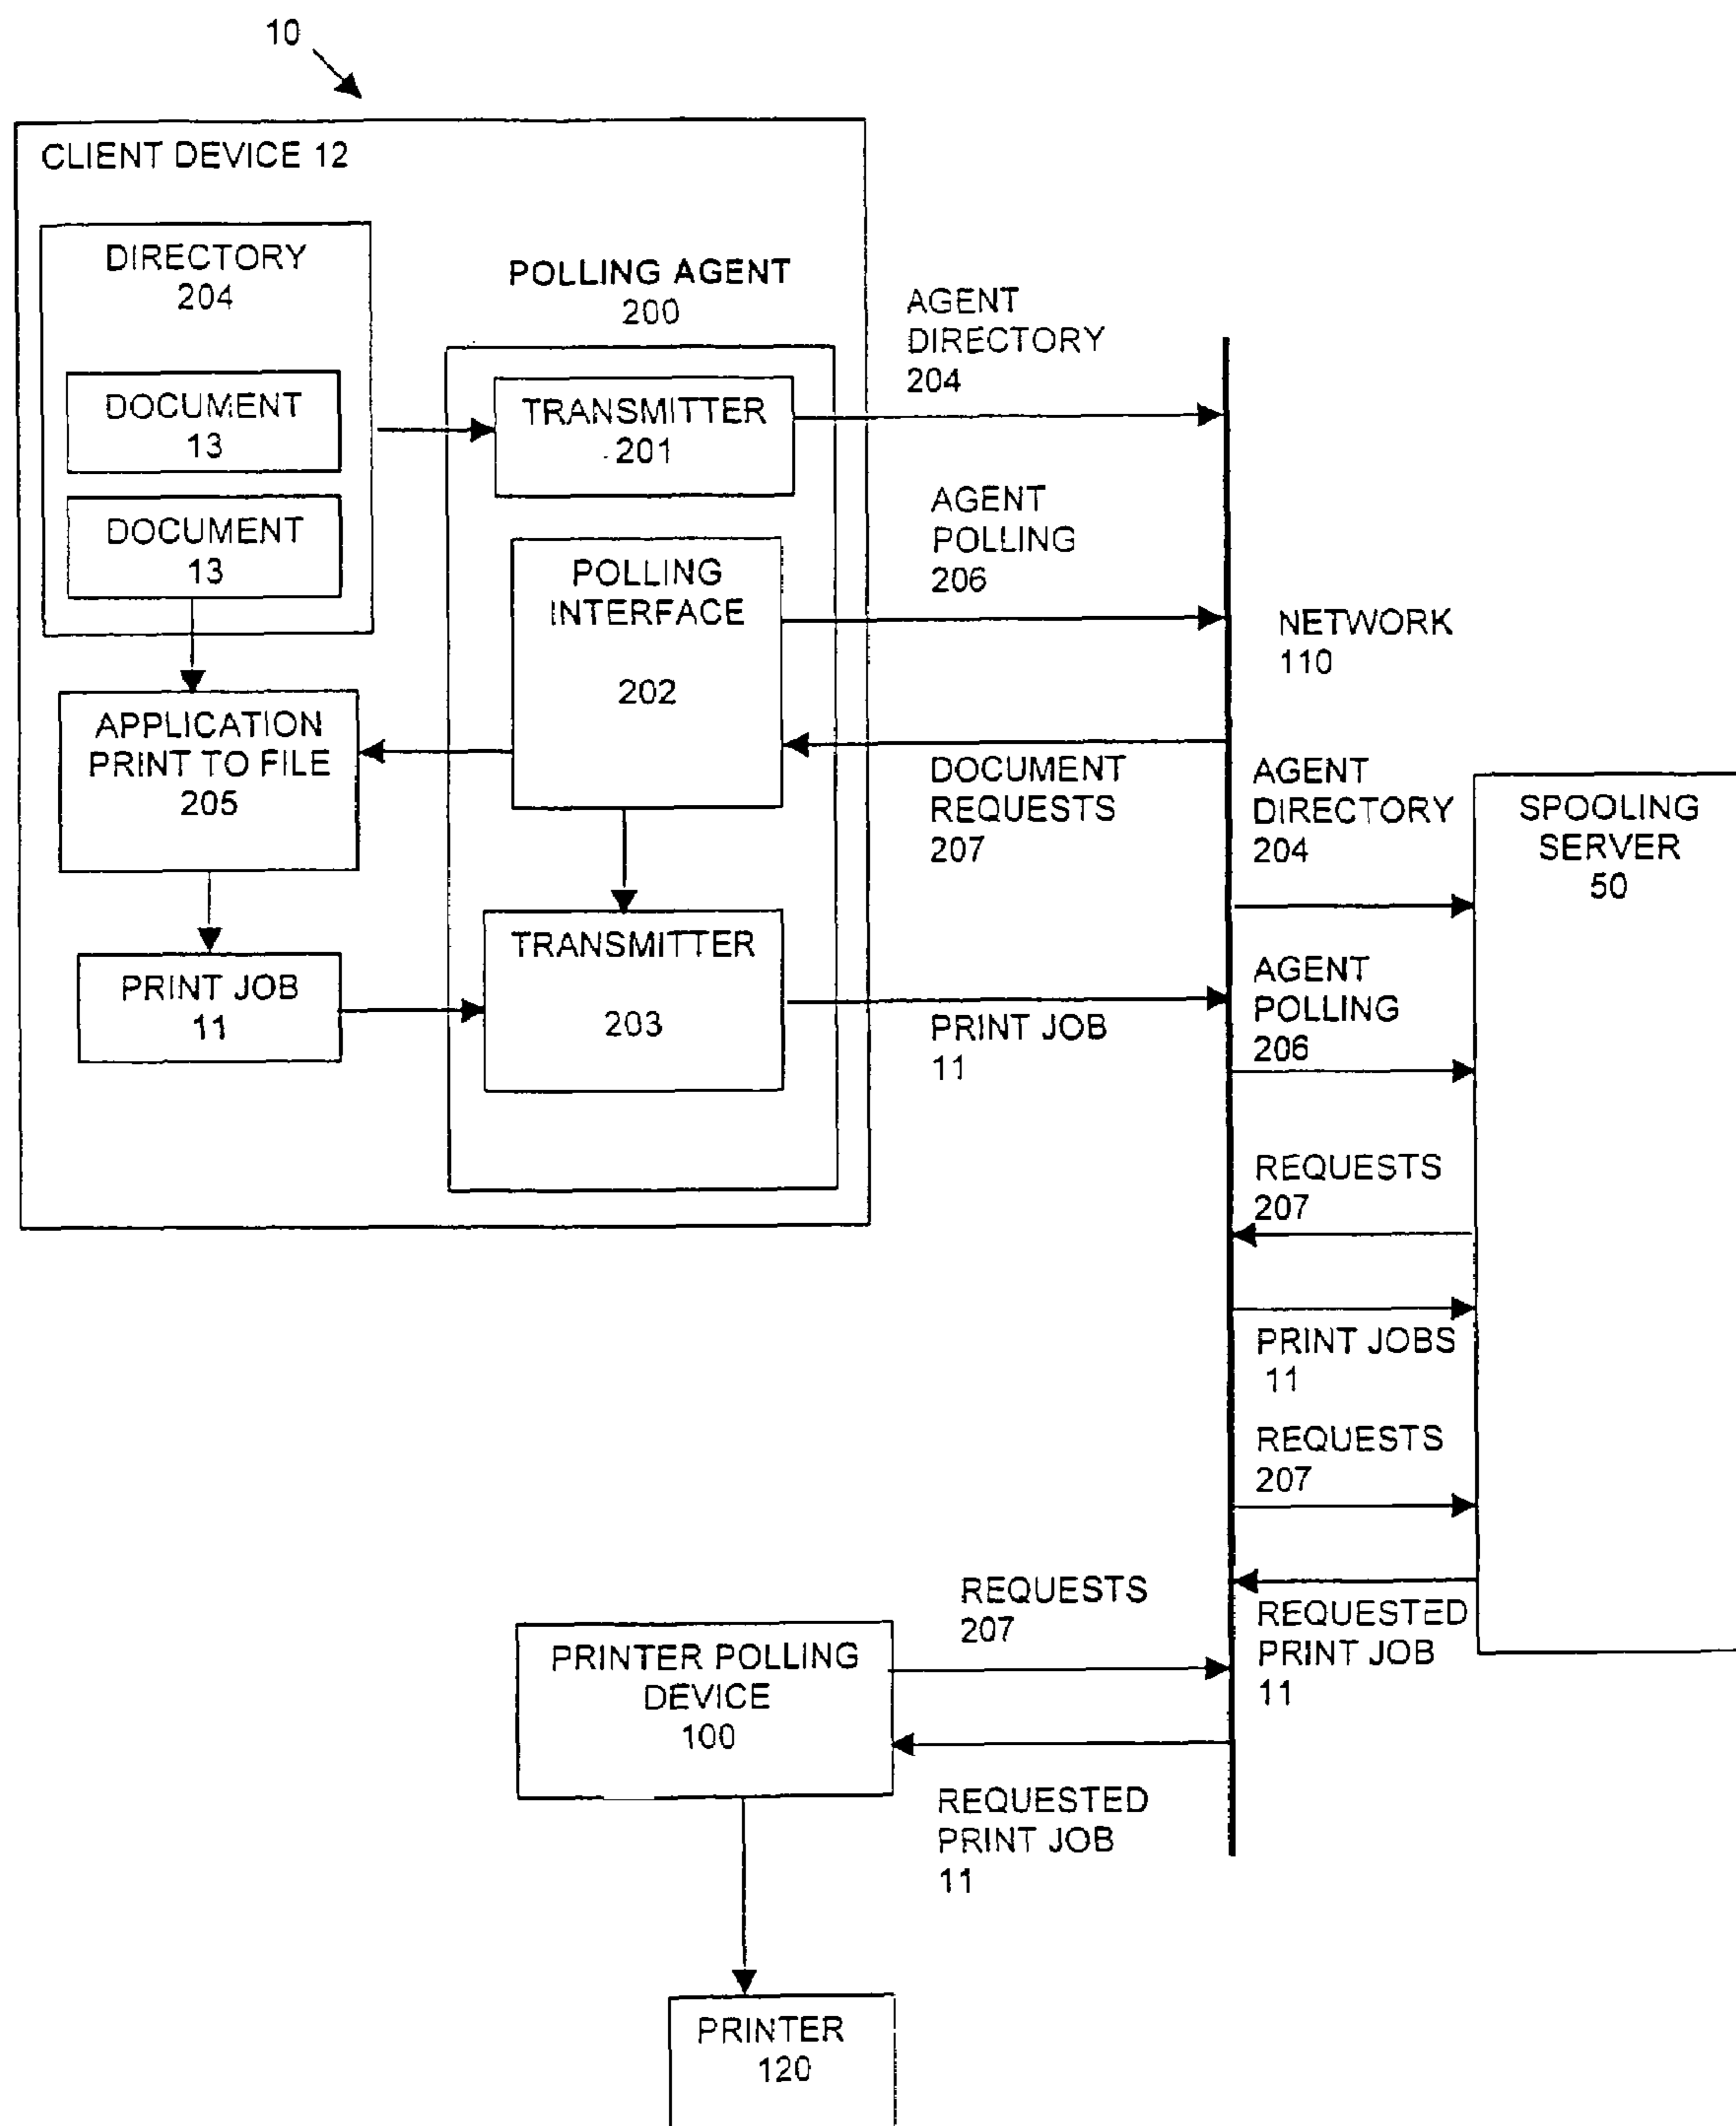 10
CLIENT DEVICE 12
DIRECTORY
204
DOCUMENT
13
DOCUMENT
13
APPLICATION
PRINT TO FILE
205
PRINT JOB
11
POLLING AGENT
200
TRANSMITTER
201
POLLING
INTERFACE
202
TRANSMITTER
203
AGENT
DIRECTORY
204
AGENT
POLLING
206
DOCUMENT
REQUESTS
207
PRINT JOB
11
NETWORK
110
AGENT
DIRECTORY
204
AGENT
POLLING
206
REQUESTS
207
PRINT JOBS
11
REQUESTS
207
REQUESTED
PRINT JOB
11
SPOOLING
SERVER
50
PRINTER POLLING
DEVICE
100
REQUESTS
207
REQUESTED
PRINT JOB
11
PRINTER
120